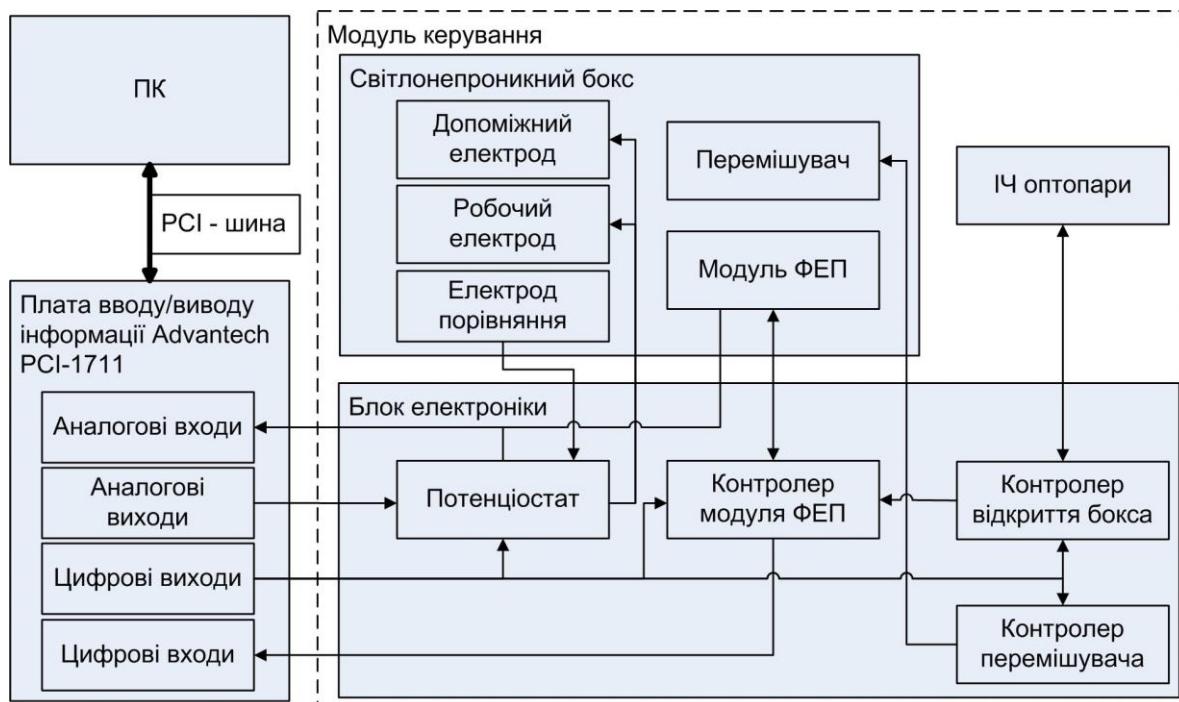 ПК
PCI - шина
Плата вводу/виводу
інформації Advantech
PCI-1711
Аналогові входи
Аналогові
виходи
Цифрові виходи
Цифрові входи
Модуль керування
Світлонепроникний бокс
Допоміжний
електрод
Робочий
електрод
Електрод
порівняння
Перемішувач
Модуль ФЕП
ІЧ оптопари
Блок електроніки
Потенціостат
Контролер
модуля ФЕП
Контролер
відкриття бокса
Контролер
перемішувача